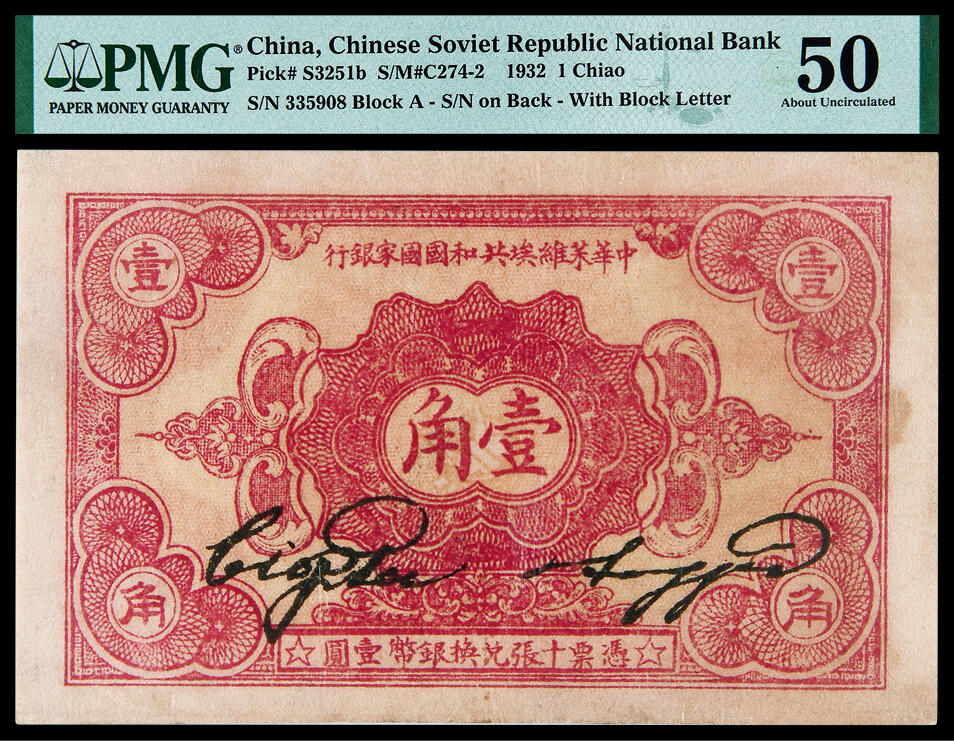 PMG®
PAPER MONEY GUARANTY
China, Chinese Soviet Republic National Bank
Pick# S3251b S/M#C274-2 1932 1 Chiao
S/N 335908 Block A - S/N on Back - With Block Letter
50
About Uncirculated
中華苏維埃共和國國家銀行
壹
壹
壹角
角
角
☆憑票十張兌換銀幣壹圓☆